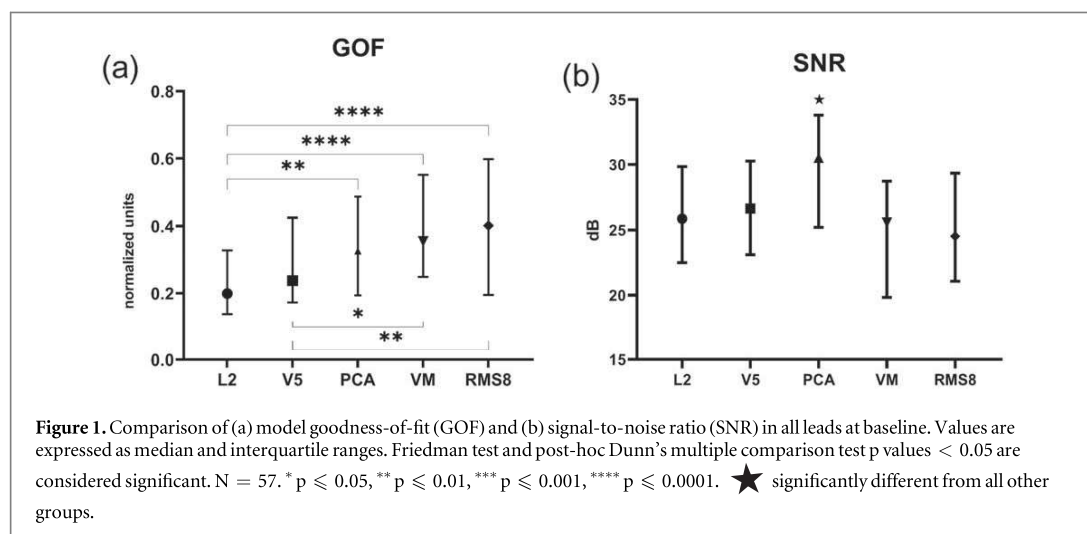 GOF
(a)
0.8
0.6
0.4
0.2
0.0
normalized units
****
****
**
*
**
L2 V5 PCA VM RMS8
SNR
(b)
★
35
30
25
20
15
dB
L2 V5 PCA VM RMS8
Figure 1. Comparison of (a) model goodness-of-fit (GOF) and (b) signal-to-noise ratio (SNR) in all leads at baseline. Values are
expressed as median and interquartile ranges. Friedman test and post-hoc Dunn's multiple comparison test p values < 0.05 are
considered significant. N = 57. * p ⩽ 0.05, ** p ⩽ 0.01, *** p ⩽ 0.001, **** p ⩽ 0.0001. ★ significantly different from all other
groups.